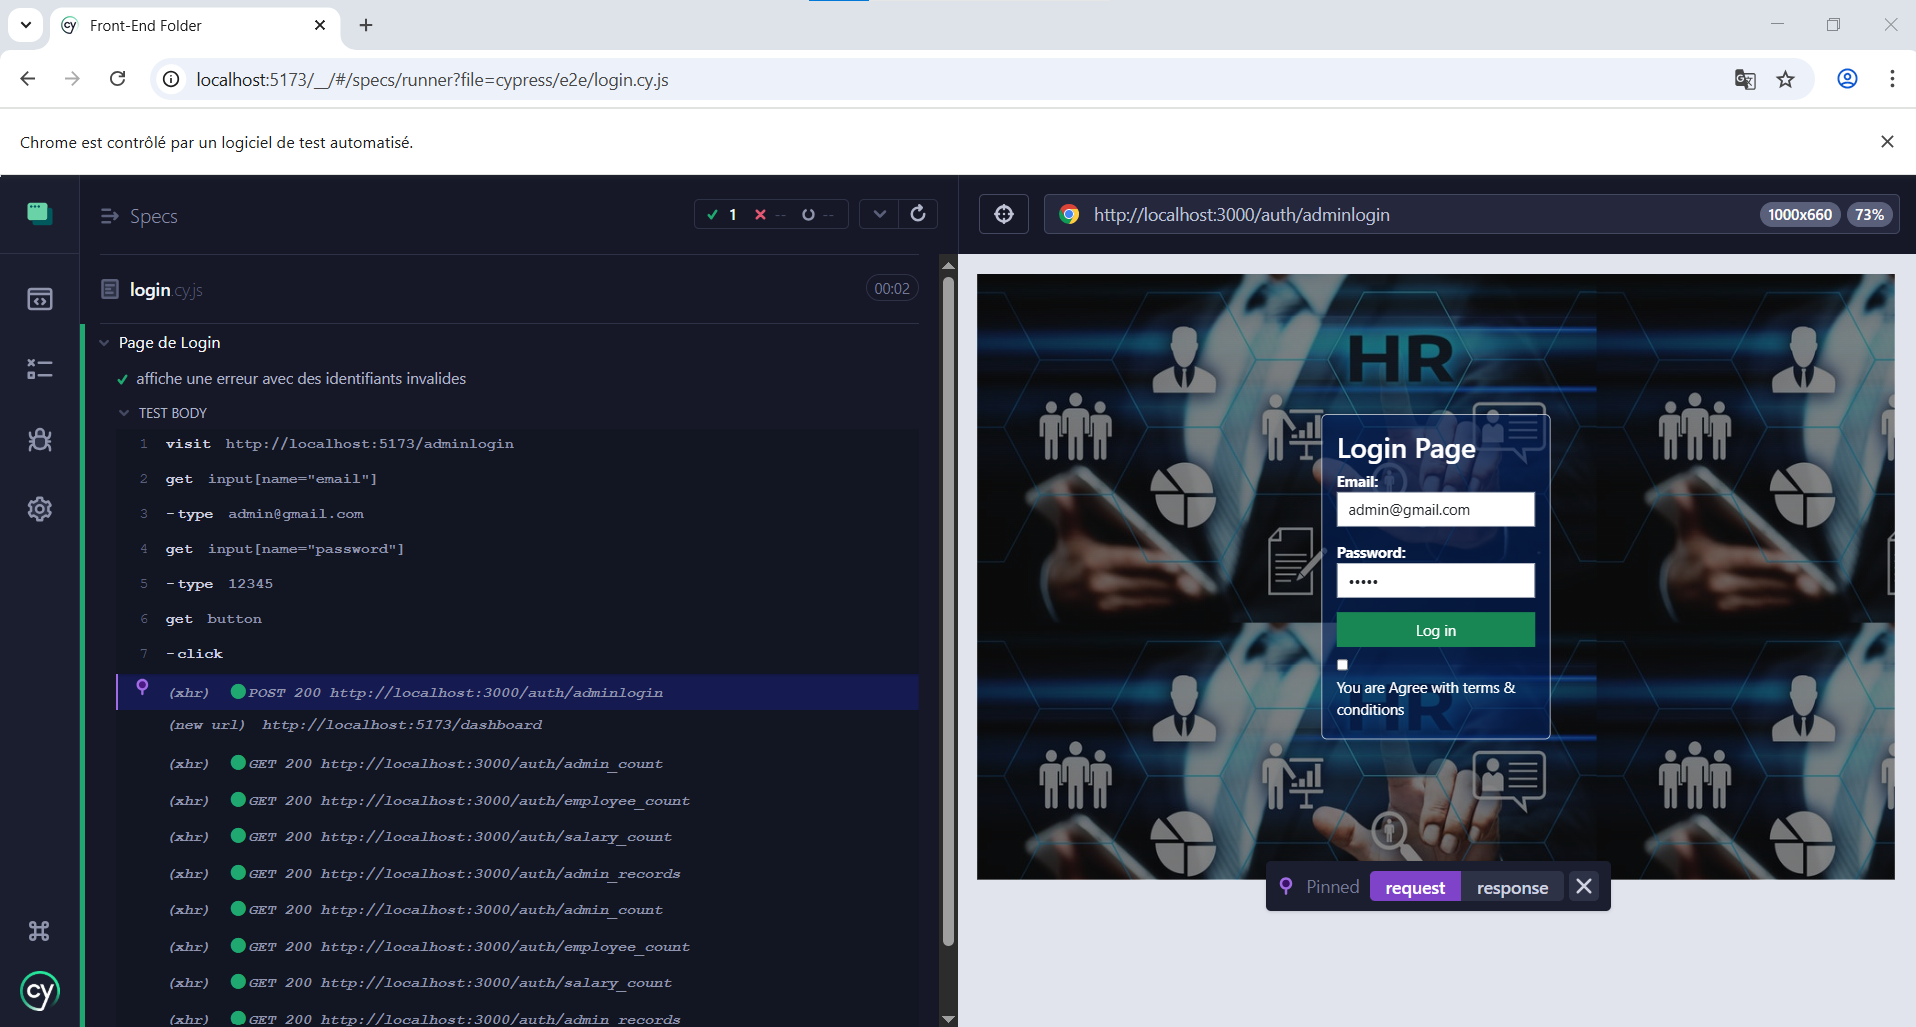 Front-End Folder
localhost:5173/__/#/specs/runner?file=cypress/e2e/login.cy.js
Chrome est contrôlé par un logiciel de test automatisé.
Specs
1 -- --
login.cy.js
00:02
Page de Login
affiche une erreur avec des identifiants invalides
TEST BODY
1 visit http://localhost:5173/adminlogin
2 get input[name="email"]
3 -type admin@gmail.com
4 get input[name="password"]
5 -type 12345
6 get button
7 -click
(xhr) POST 200 http://localhost:3000/auth/adminlogin
(new url) http://localhost:5173/dashboard
(xhr) GET 200 http://localhost:3000/auth/admin_count
(xhr) GET 200 http://localhost:3000/auth/employee_count
(xhr) GET 200 http://localhost:3000/auth/salary_count
(xhr) GET 200 http://localhost:3000/auth/admin_records
(xhr) GET 200 http://localhost:3000/auth/admin_count
(xhr) GET 200 http://localhost:3000/auth/employee_count
(xhr) GET 200 http://localhost:3000/auth/salary_count
(xhr) GET 200 http://localhost:3000/auth/admin_records
cy
http://localhost:3000/auth/adminlogin
1000x660
73%
HR
Login Page
Email:
admin@gmail.com
Password:
•••••
Log in
You are Agree with terms &
conditions
HR
Pinned request response